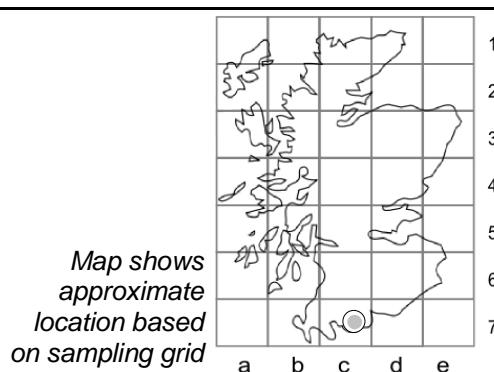 Map shows
approximate
location based
on sampling grid
1
2
3
4
5
6
7
a b c d e